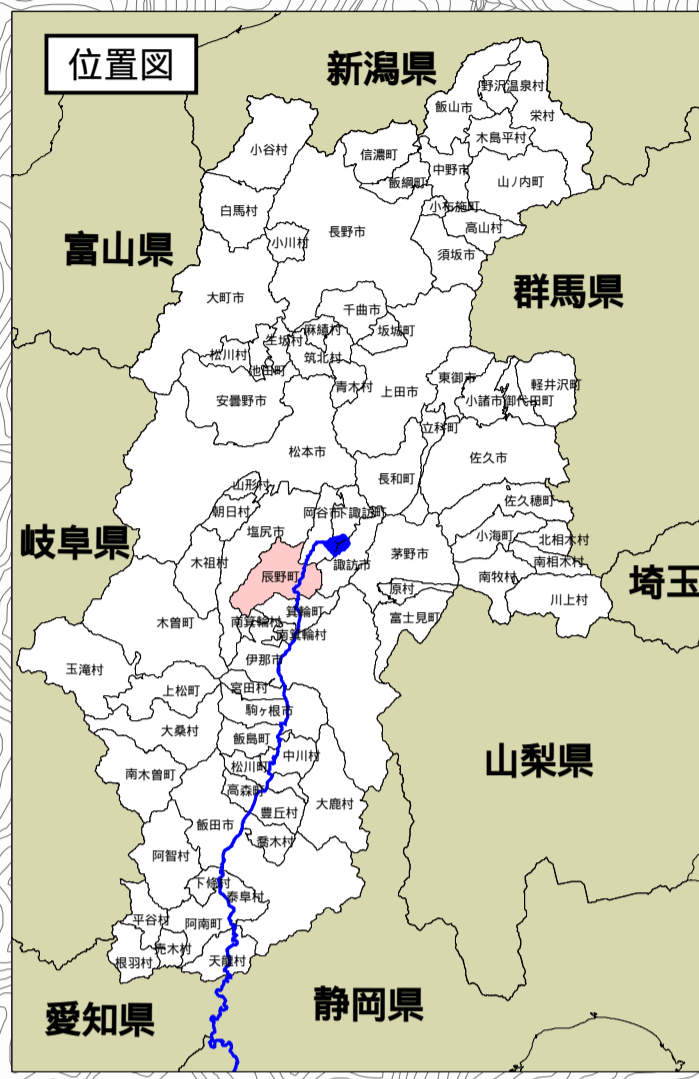 位置図
新潟県
野沢温泉村
飯山市
栄村
木島平村
小谷村
信濃町
飯綱町
中野市
山ノ内町
白馬村
小布施町
高山村
富山県
小川村
長野市
須坂市
群馬県
大町市
千曲市
麻績村
坂城町
生坂村
松川村
筑北村
池田町
青木村
上田市
東御市
軽井沢町
安曇野市
小諸市
御代田町
立科町
松本市
佐久市
長和町
山形村
佐久穂町
朝日村
岡谷市
下諏訪町
塩尻市
小海町
北相木村
岐阜県
諏訪市
茅野市
南相木村
木祖村
辰野町
南牧村
埼玉
原村
川上村
木曽町
箕輪町
富士見町
南箕輪村
南箕輪村
伊那市
玉滝村
上松町
宮田村
駒ヶ根市
大桑村
飯島町
中川村
山梨県
南木曽町
松川町
高森町
大鹿村
豊丘村
飯田市
喬木村
阿智村
下條村
泰阜村
平谷村
阿南町
売木村
根羽村
天龍村
愛知県
静岡県